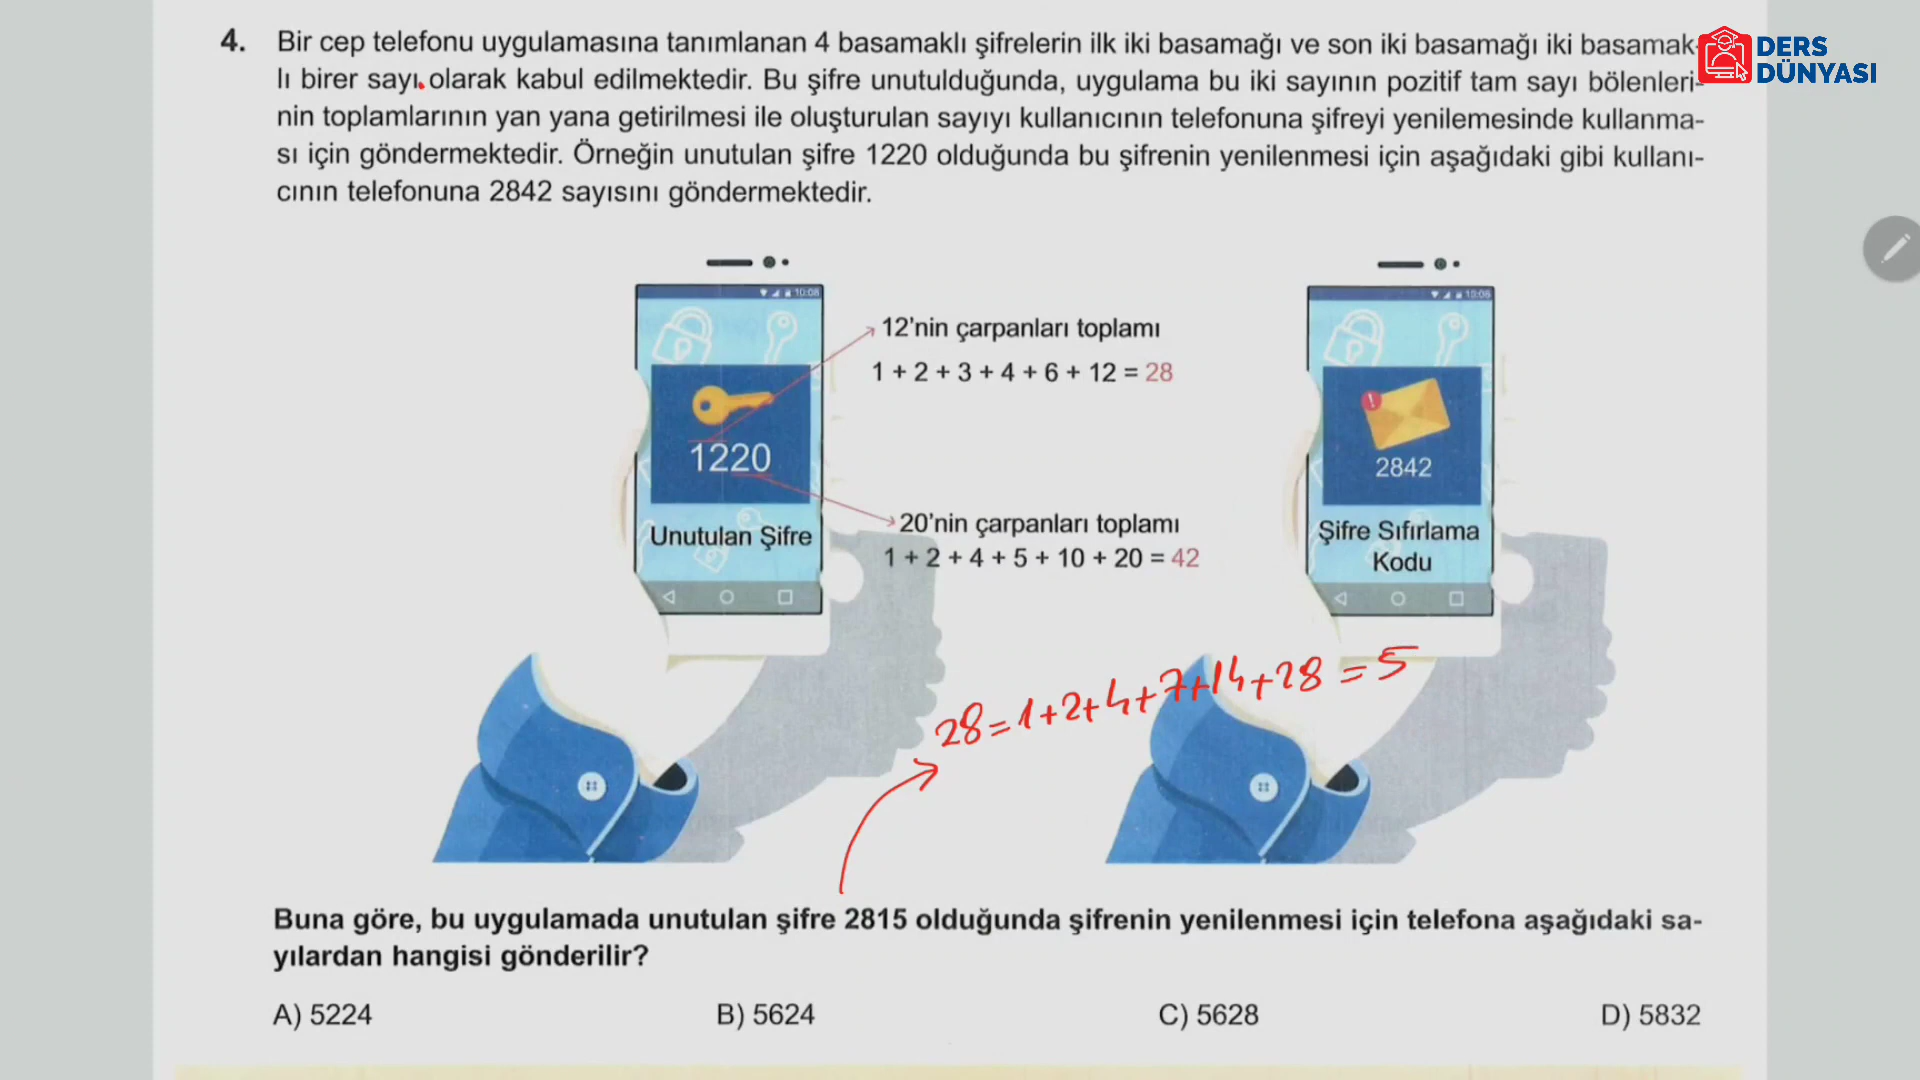 4. Bir cep telefonu uygulamasına tanımlanan 4 basamaklı şifrelerin ilk iki basamağı ve son iki basamağı iki basamak-
lı birer sayı olarak kabul edilmektedir. Bu şifre unutulduğunda, uygulama bu iki sayının pozitif tam sayı bölenleri-
nin toplamlarının yan yana getirilmesi ile oluşturulan sayıyı kullanıcının telefonuna şifreyi yenilemesinde kullanma-
sı için göndermektedir. Örneğin unutulan şifre 1220 olduğunda bu şifrenin yenilenmesi için aşağıdaki gibi kullanı-
cının telefonuna 2842 sayısını göndermektedir.
DERS
DÜNYASI
10:08
10:08
12'nin çarpanları toplamı
1 + 2 + 3 + 4 + 6 + 12 = 28
1220
2842
20'nin çarpanları toplamı
1 + 2 + 4 + 5 + 10 + 20 = 42
Unutulan Şifre
Şifre Sıfırlama
Kodu
28=1+2+4+7+14+28=5
Buna göre, bu uygulamada unutulan şifre 2815 olduğunda şifrenin yenilenmesi için telefona aşağıdaki sa-
yılardan hangisi gönderilir?
A) 5224 B) 5624 C) 5628 D) 5832